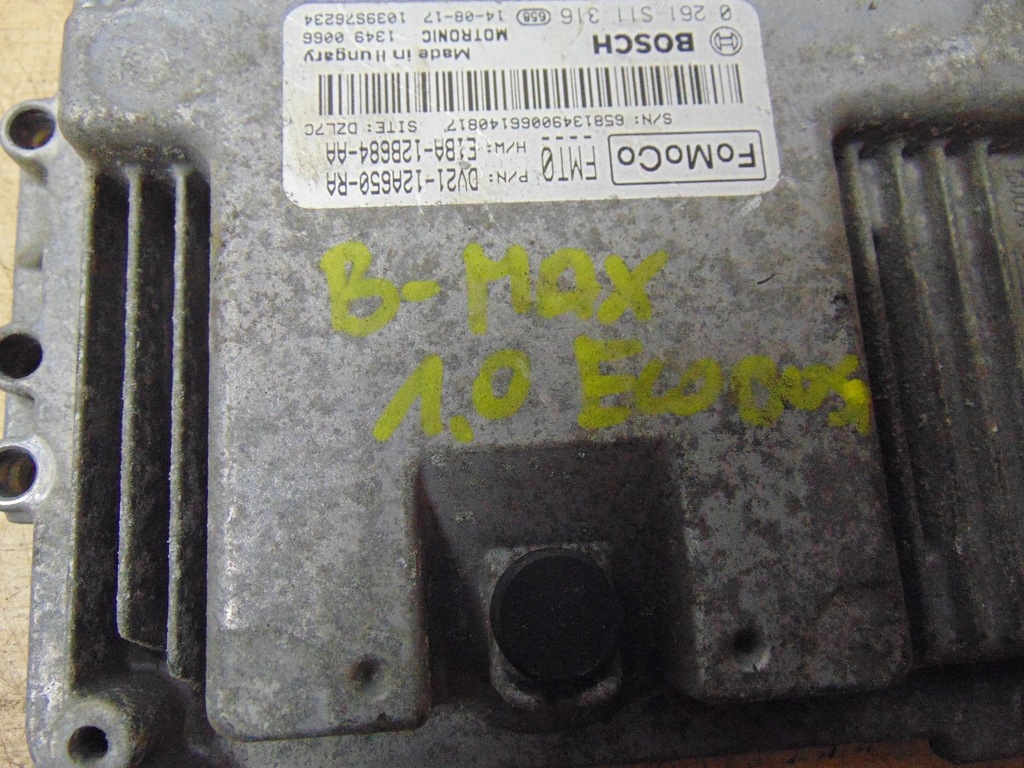 FoMoCo FMT0 P/N: DV21-12A650-RA
H/W: E1BA-12B684-AA
S/N: 65813490066140817 SITE: DZL7C
BOSCH Made in Hungary
MOTRONIC 1349 0066
0 261 S11 316 658 14-08-17 1039S76234
B-MAX
1.0